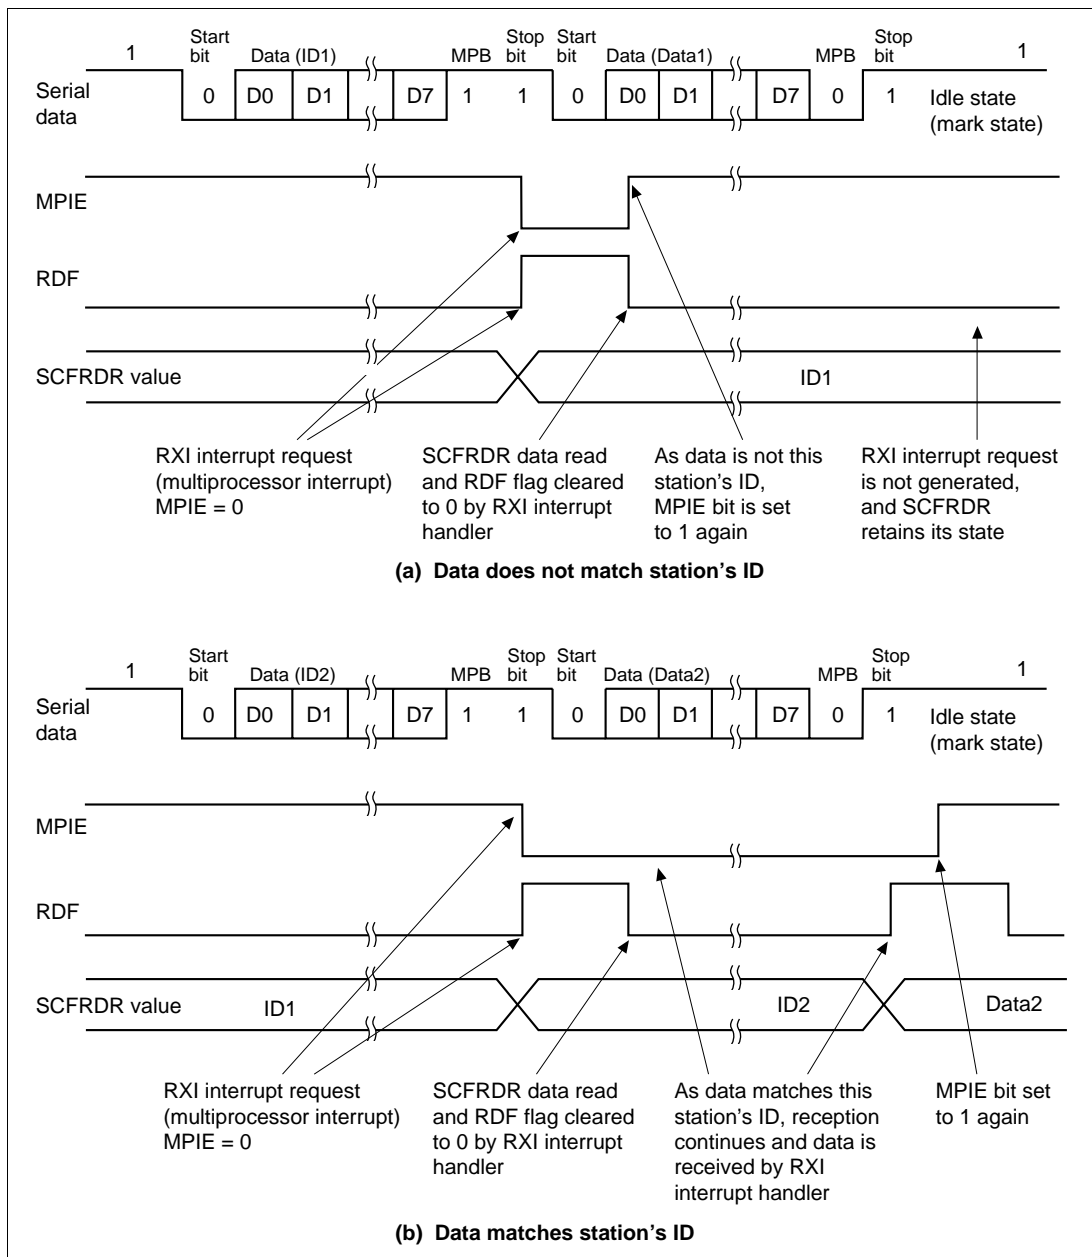 1 Start bit Data (ID1) MPB Stop bit Start bit Data (Data1) MPB Stop bit 1
Serial data 0 D0 D1 D7 1 1 0 D0 D1 D7 0 1 Idle state (mark state)
MPIE
RDF
SCFRDR value ID1
RXI interrupt request
(multiprocessor interrupt)
MPIE = 0
SCFRDR data read
and RDF flag cleared
to 0 by RXI interrupt
handler
As data is not this
station's ID,
MPIE bit is set
to 1 again
RXI interrupt request
is not generated,
and SCFRDR
retains its state
(a) Data does not match station's ID
1 Start bit Data (ID2) MPB Stop bit Start bit Data (Data2) MPB Stop bit 1
Serial data 0 D0 D1 D7 1 1 0 D0 D1 D7 0 1 Idle state (mark state)
MPIE
RDF
SCFRDR value ID1 ID2 Data2
RXI interrupt request
(multiprocessor interrupt)
MPIE = 0
SCFRDR data read
and RDF flag cleared
to 0 by RXI interrupt
handler
As data matches this
station's ID, reception
continues and data is
received by RXI
interrupt handler
MPIE bit set
to 1 again
(b) Data matches station's ID